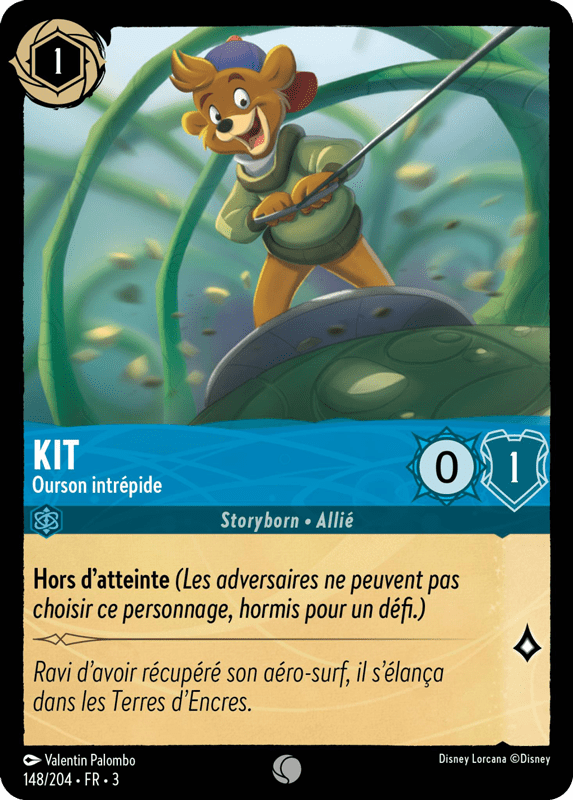 1
KIT
Ourson intrépide
0
1
Storyborn • Allié
Hors d'atteinte (Les adversaires ne peuvent pas
choisir ce personnage, hormis pour un défi.)
Ravi d'avoir récupéré son aéro-surf, il s'élança
dans les Terres d'Encres.
Valentin Palombo
Disney Lorcana ©Disney
148/204 • FR • 3